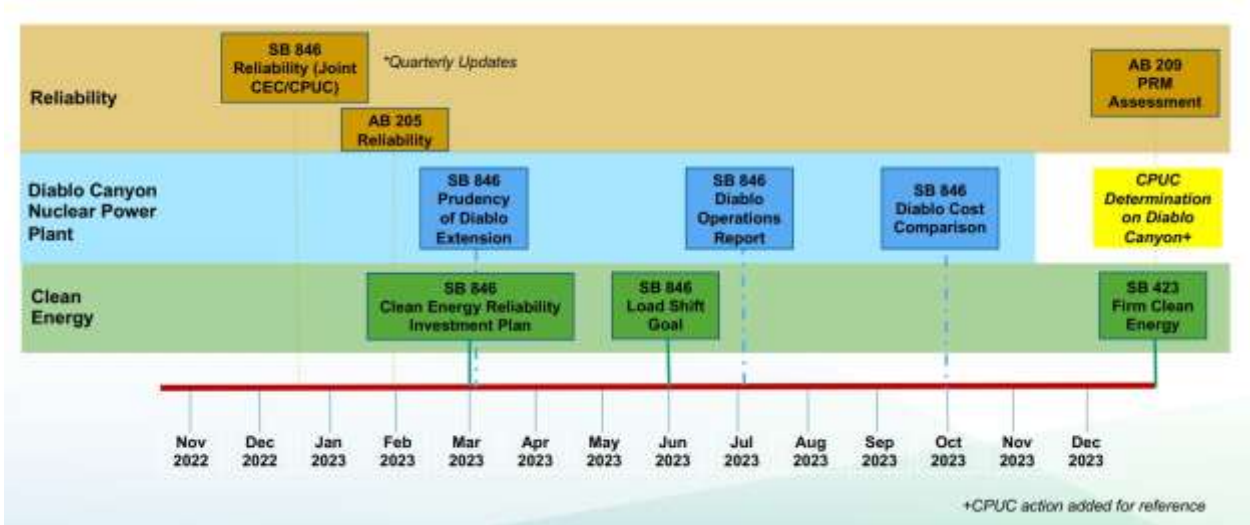 Reliability
SB 846
Reliability (Joint
CEC/CPUC)
*Quarterly Updates
AB 205
Reliability
AB 209
PRM
Assessment
Diablo Canyon
Nuclear Power
Plant
SB 846
Prudency
of Diablo
Extension
SB 846
Diablo
Operations
Report
SB 846
Diablo Cost
Comparison
CPUC
Determination
on Diablo
Canyon+
Clean
Energy
SB 846
Clean Energy Reliability
Investment Plan
SB 846
Load Shift
Goal
SB 423
Firm Clean
Energy
Nov
2022
Dec
2022
Jan
2023
Feb
2023
Mar
2023
Apr
2023
May
2023
Jun
2023
Jul
2023
Aug
2023
Sep
2023
Oct
2023
Nov
2023
Dec
2023
+CPUC action added for reference